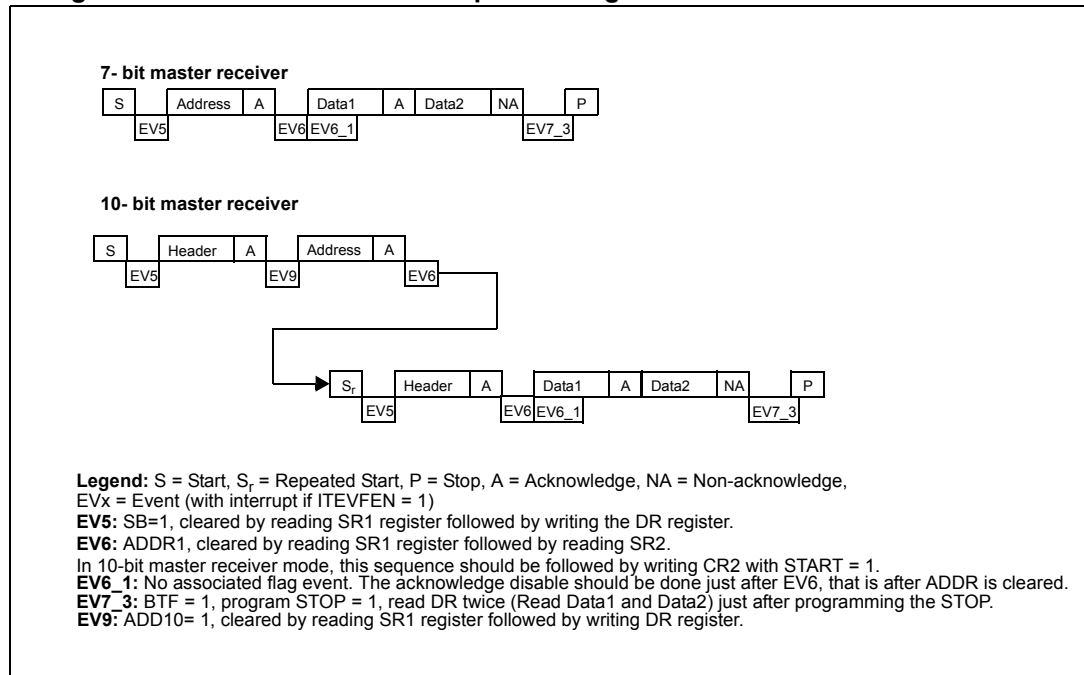 7- bit master receiver
S Address A Data1 A Data2 NA P
EV5 EV6 EV6_1 EV7_3
10- bit master receiver
S Header A Address A
EV5 EV9 EV6
Sr Header A Data1 A Data2 NA P
EV5 EV6 EV6_1 EV7_3
Legend: S = Start, Sr = Repeated Start, P = Stop, A = Acknowledge, NA = Non-acknowledge,
EVx = Event (with interrupt if ITEVFEN = 1)
EV5: SB=1, cleared by reading SR1 register followed by writing the DR register.
EV6: ADDR1, cleared by reading SR1 register followed by reading SR2.
In 10-bit master receiver mode, this sequence should be followed by writing CR2 with START = 1.
EV6_1: No associated flag event. The acknowledge disable should be done just after EV6, that is after ADDR is cleared.
EV7_3: BTF = 1, program STOP = 1, read DR twice (Read Data1 and Data2) just after programming the STOP.
EV9: ADD10= 1, cleared by reading SR1 register followed by writing DR register.